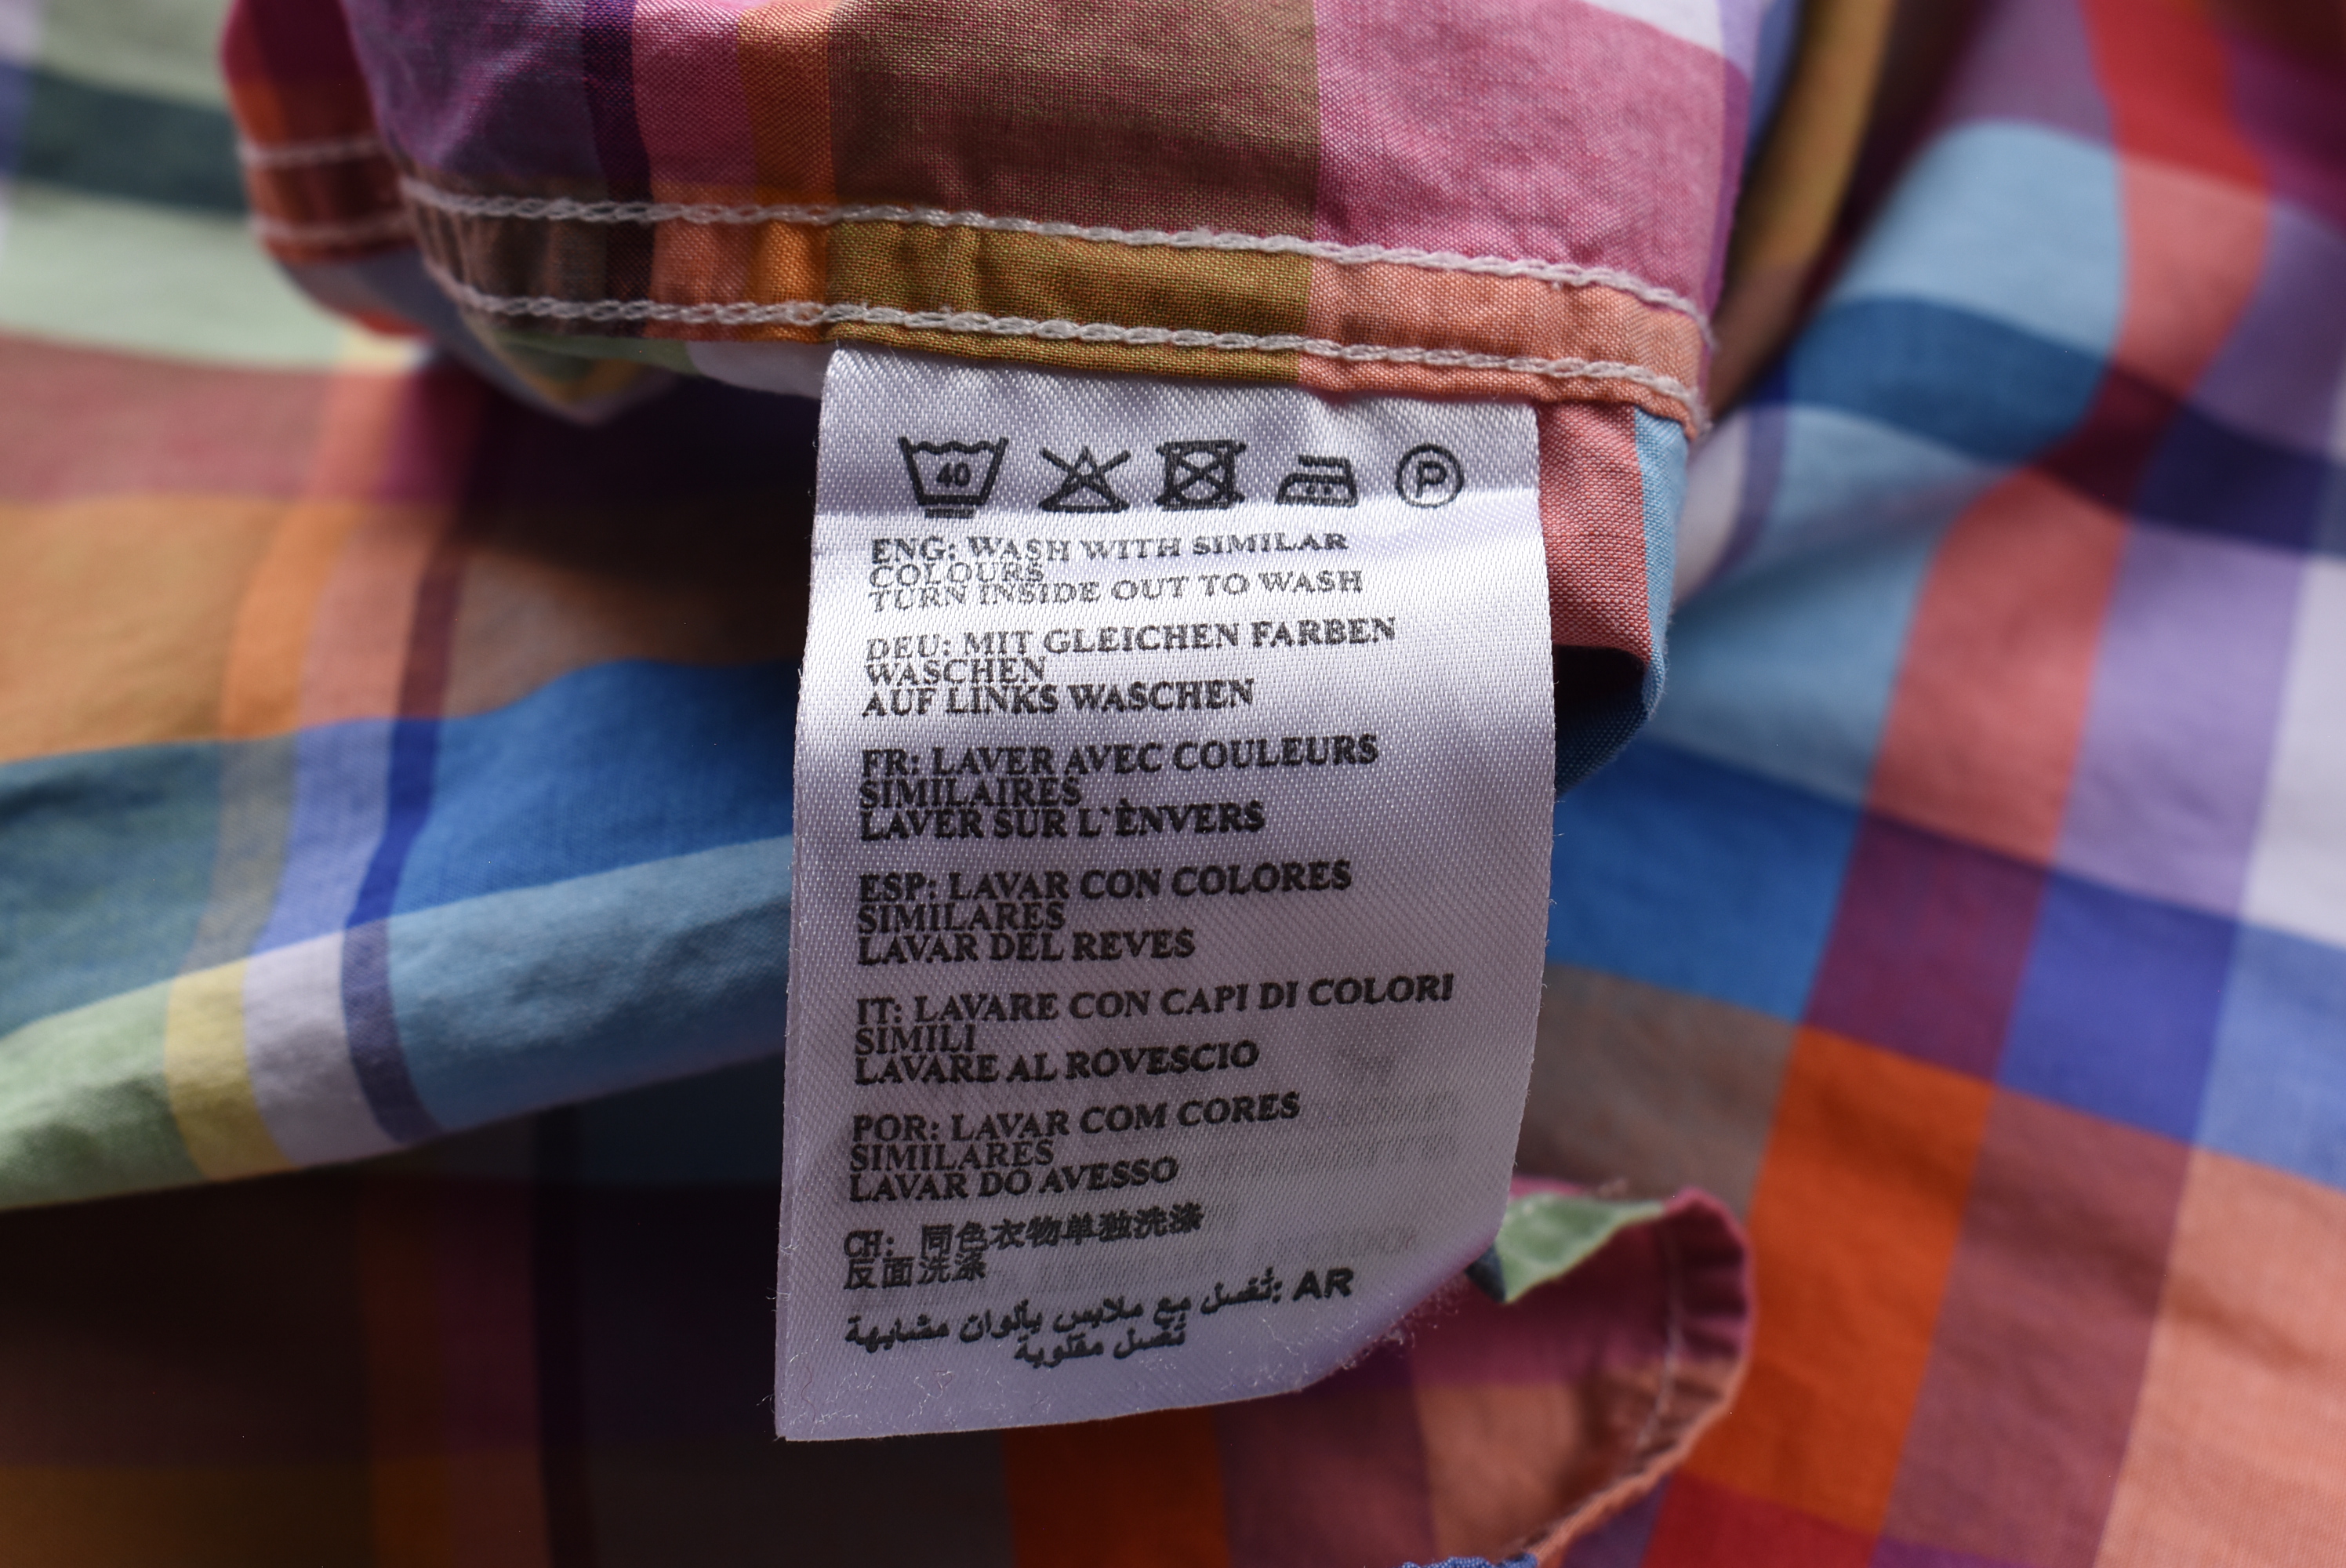 40
P
ENG: WASH WITH SIMILAR
COLOURS
TURN INSIDE OUT TO WASH
DEU: MIT GLEICHEN FARBEN
WASCHEN
AUF LINKS WASCHEN
FR: LAVER AVEC COULEURS
SIMILAIRES
LAVER SUR L`ÈNVERS
ESP: LAVAR CON COLORES
SIMILARES
LAVAR DEL REVES
IT: LAVARE CON CAPI DI COLORI
SIMILI
LAVARE AL ROVESCIO
POR: LAVAR COM CORES
SIMILARES
LAVAR DO AVESSO
CH: 同色衣物单独洗涤
反面洗涤
AR :تُغسل مع ملابس بألوان مشابهة
تُغسل مقلوبة